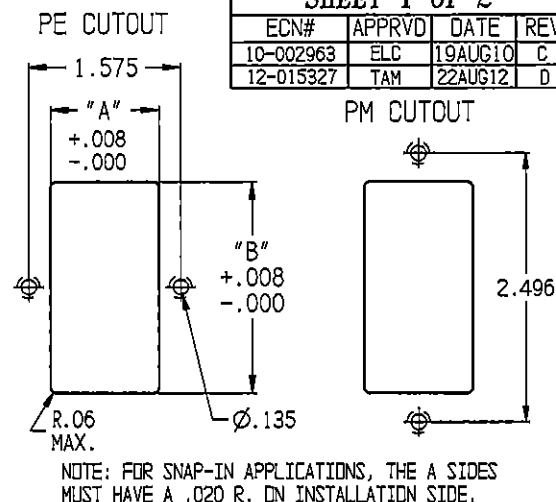 SHEET 1 OF 2
ECN# APPRVD DATE REV
10-002963 ELC 19AUG10 C
12-015327 TAM 22AUG12 D
PE CUTOUT
1.575
"A"
+.008
-.000
"B"
+.008
-.000
R.06
MAX.
Ø.135
PM CUTOUT
2.496
NOTE: FOR SNAP-IN APPLICATIONS, THE A SIDES
MUST HAVE A .020 R. ON INSTALLATION SIDE.